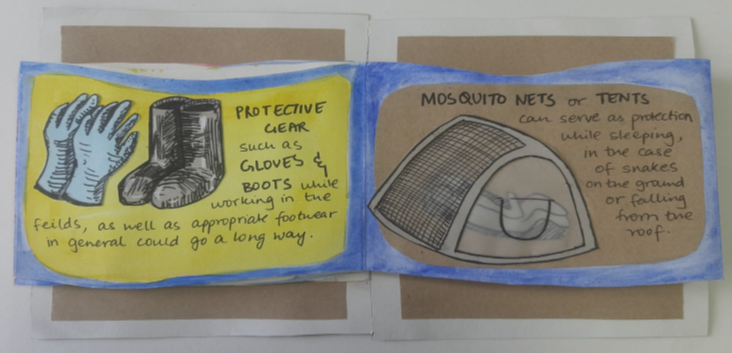 PROTECTIVE
GEAR
such as
GLOVES &
BOOTS while
working in the
feilds, as well as appropriate footwear
in general could go a long way.
MOSQUITO NETS or TENTS
can serve as protection
while sleeping,
in the case
of snakes
on the ground
or falling
from the
roof.